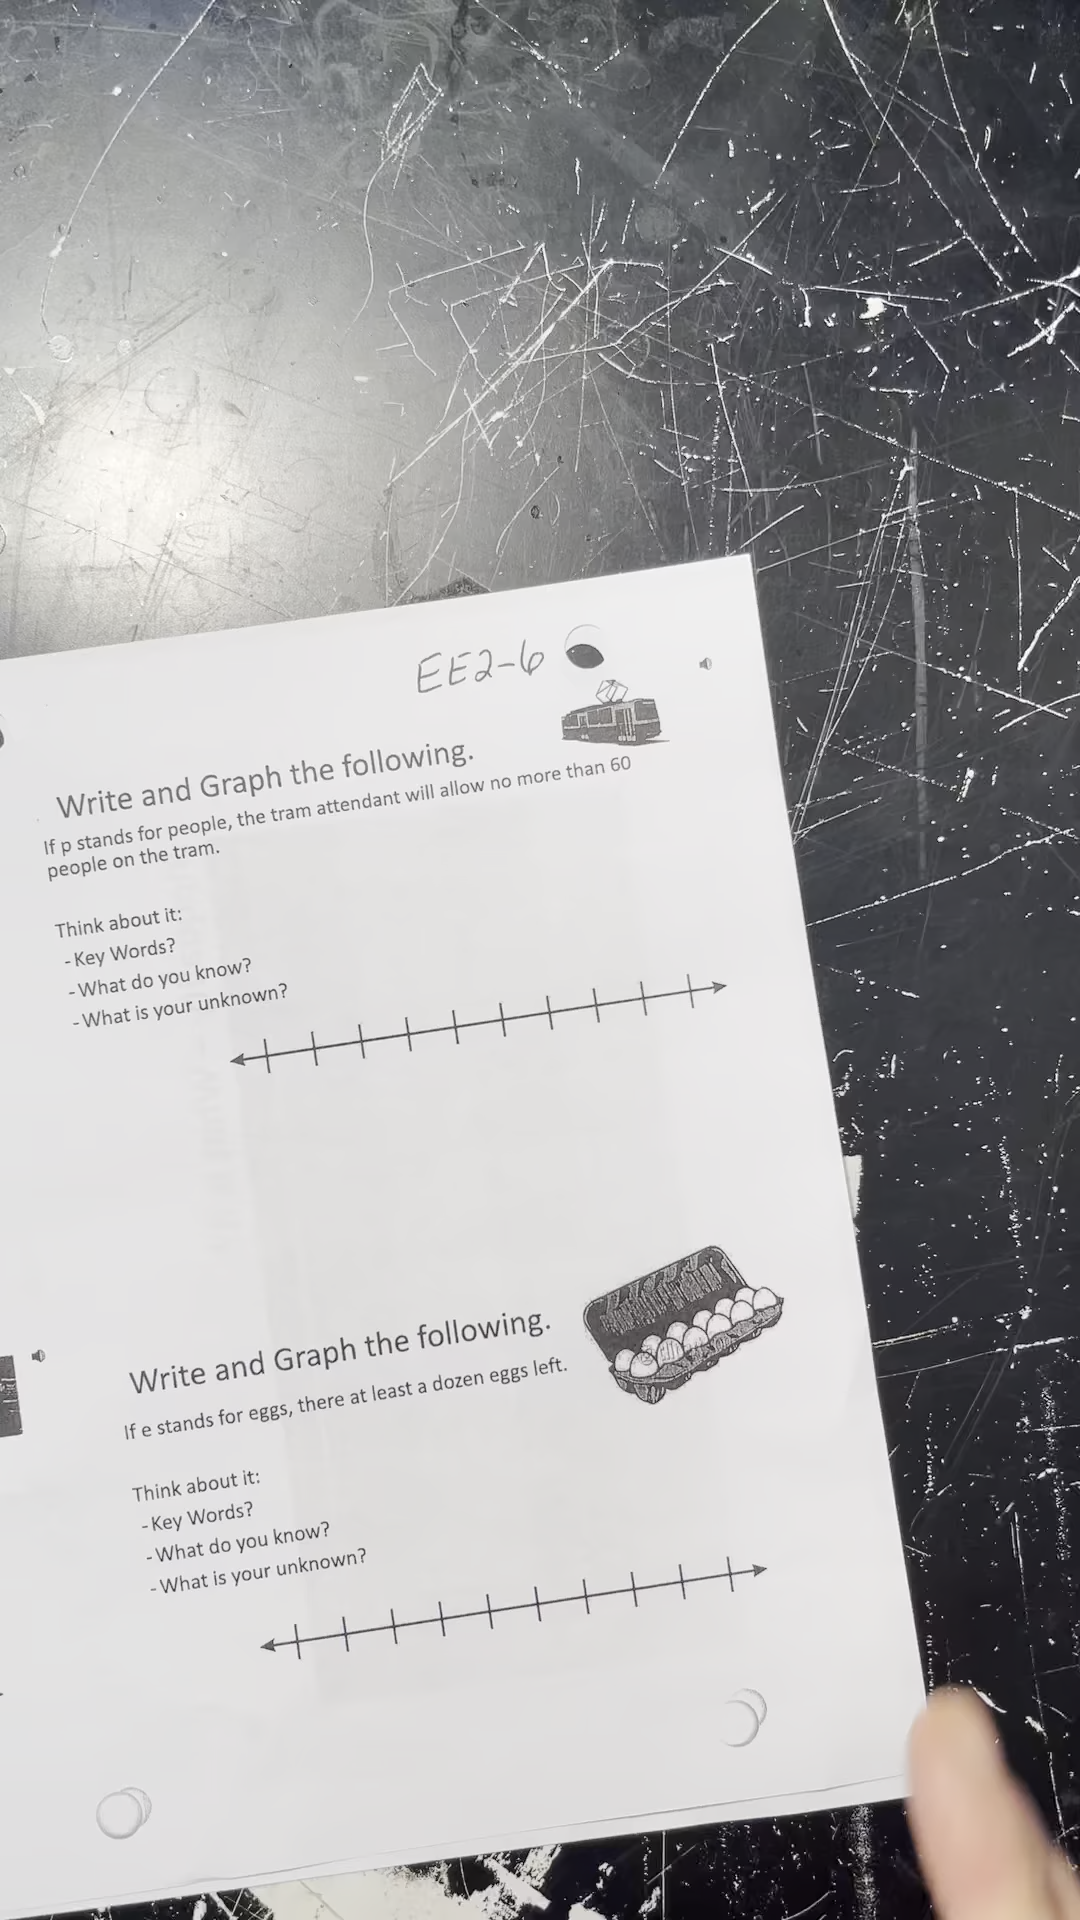 EE2-6
Write and Graph the following.
If p stands for people, the tram attendant will allow no more than 60
people on the tram.
Think about it:
- Key Words?
- What do you know?
- What is your unknown?
Write and Graph the following.
If e stands for eggs, there at least a dozen eggs left.
Think about it:
- Key Words?
- What do you know?
- What is your unknown?